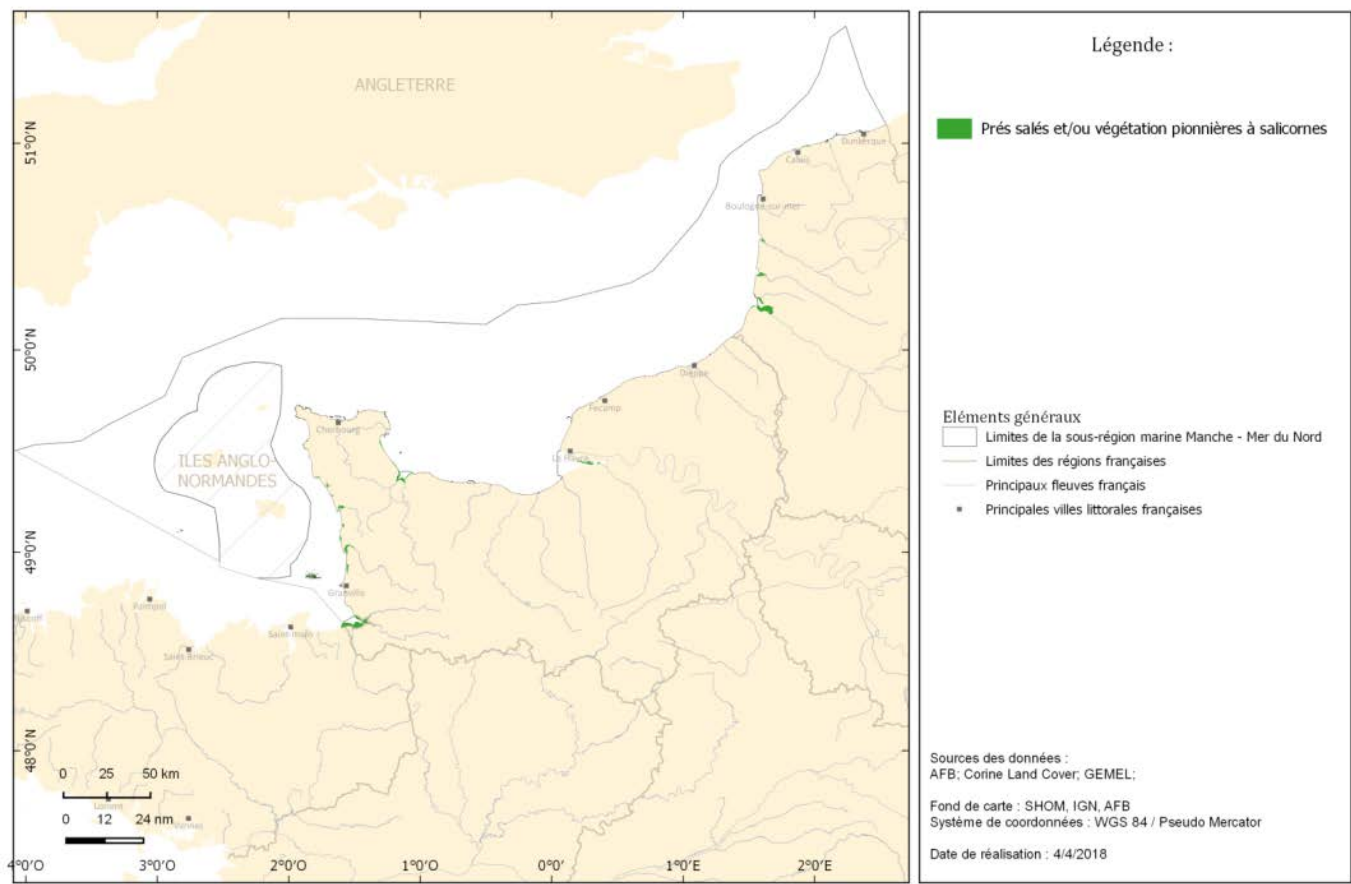 ANGLETERRE
51°0'N
Dunkerque
Calais
Boulogne-sur-mer
50°0'N
Dieppe
Fecamp
Cherbourg
Le Havre
ILES ANGLO-
NORMANDES
49°0'N
Granville
Paimpol
Saint-malo
Saint-Brieuc
48°0'N
0 25 50 km
Lorient
0 12 24 nm
Vannes
4°0'O
3°0'O
2°0'O
1°0'O
0°0'
1°0'E
2°0'E
Légende :
Prés salés et/ou végétation pionnières à salicornes
Eléments généraux
Limites de la sous-région marine Manche - Mer du Nord
Limites des régions françaises
Principaux fleuves français
Principales villes littorales françaises
Sources des données :
AFB; Corine Land Cover; GEMEL;
Fond de carte : SHOM, IGN, AFB
Système de coordonnées : WGS 84 / Pseudo Mercator
Date de réalisation : 4/4/2018